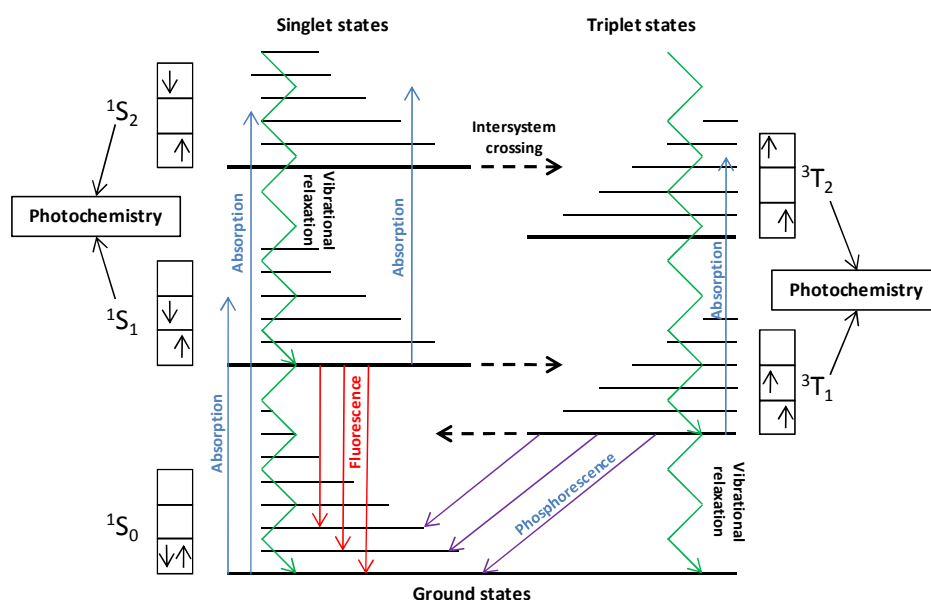 Singlet states
Triplet states
¹S₂
Intersystem
crossing
³T₂
Photochemistry
Absorption
Vibrational
relaxation
Absorption
Absorption
Photochemistry
¹S₁
³T₁
Absorption
Fluorescence
Phosphorescence
Vibrational
relaxation
¹S₀
Ground states